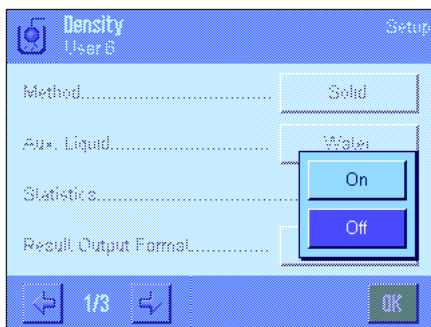 Density
User 6
Setup
Method
Solid
Aux. Liquid
Water
Statistics
On
Off
Result Output Format
1/3
OK